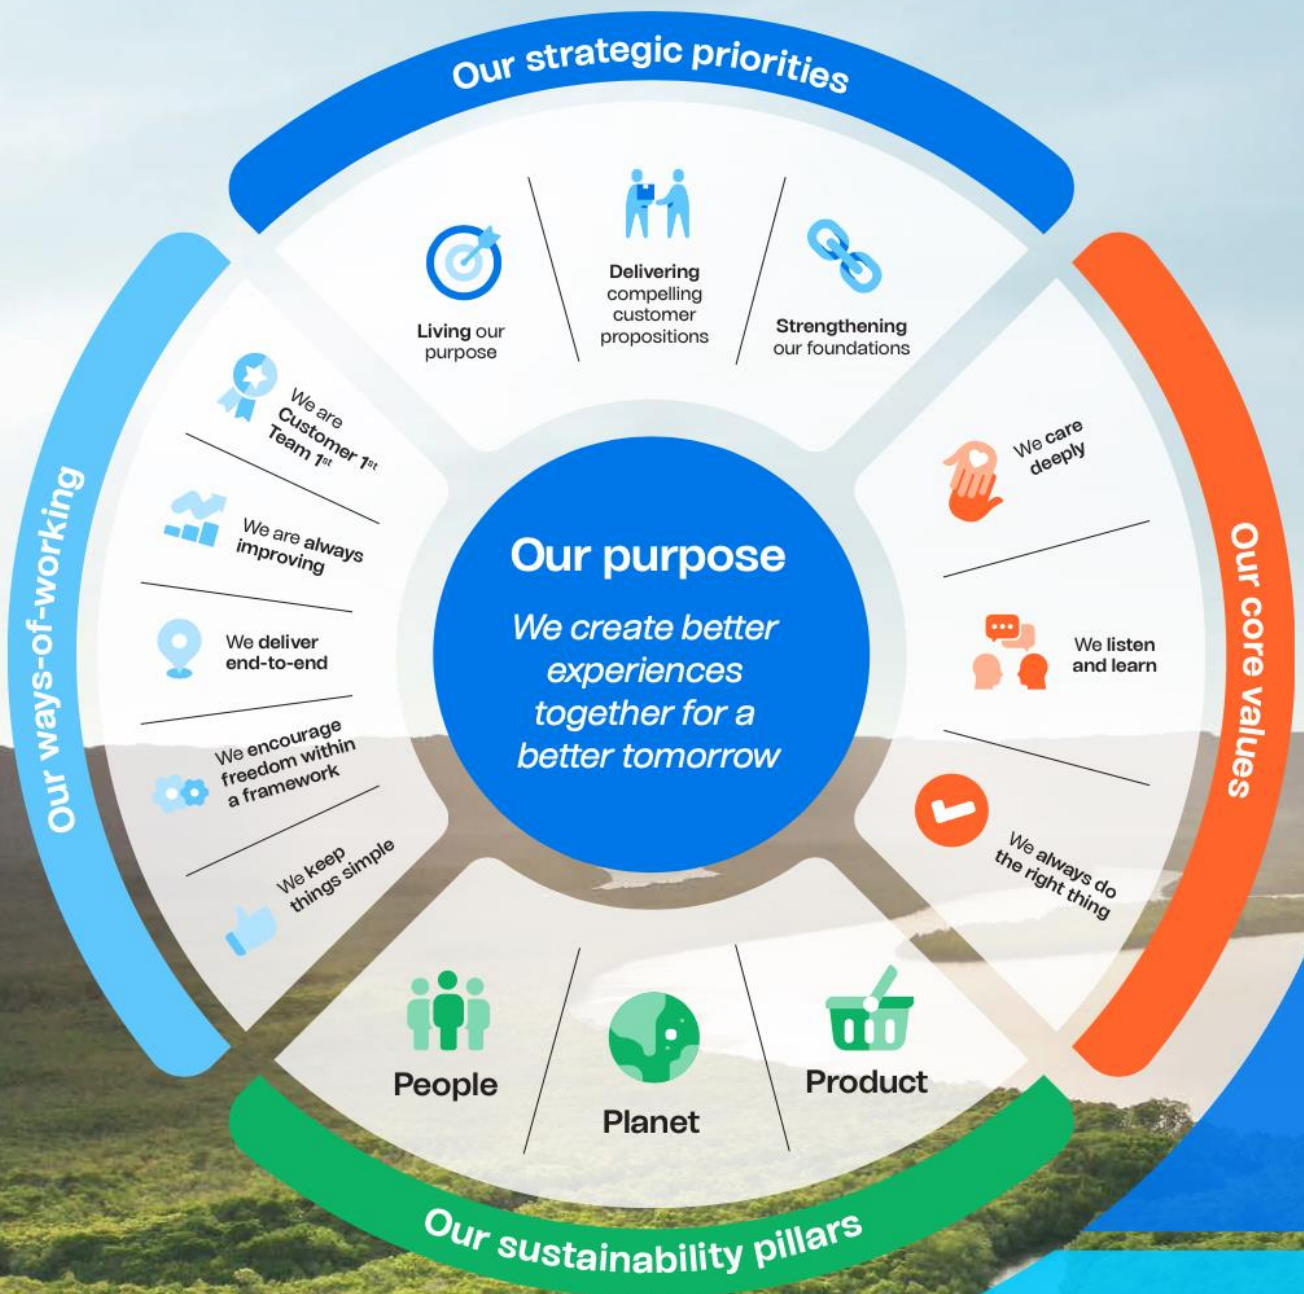 Our strategic priorities
Living our
purpose
Delivering
compelling
customer
propositions
Strengthening
our foundations
Our core values
We care
deeply
We listen
and learn
We always do
the right thing
Our sustainability pillars
People
Planet
Product
Our ways-of-working
We are
Customer 1st
Team 1st
We are always
improving
We deliver
end-to-end
We encourage
freedom within
a framework
We keep
things simple
Our purpose
We create better
experiences
together for a
better tomorrow